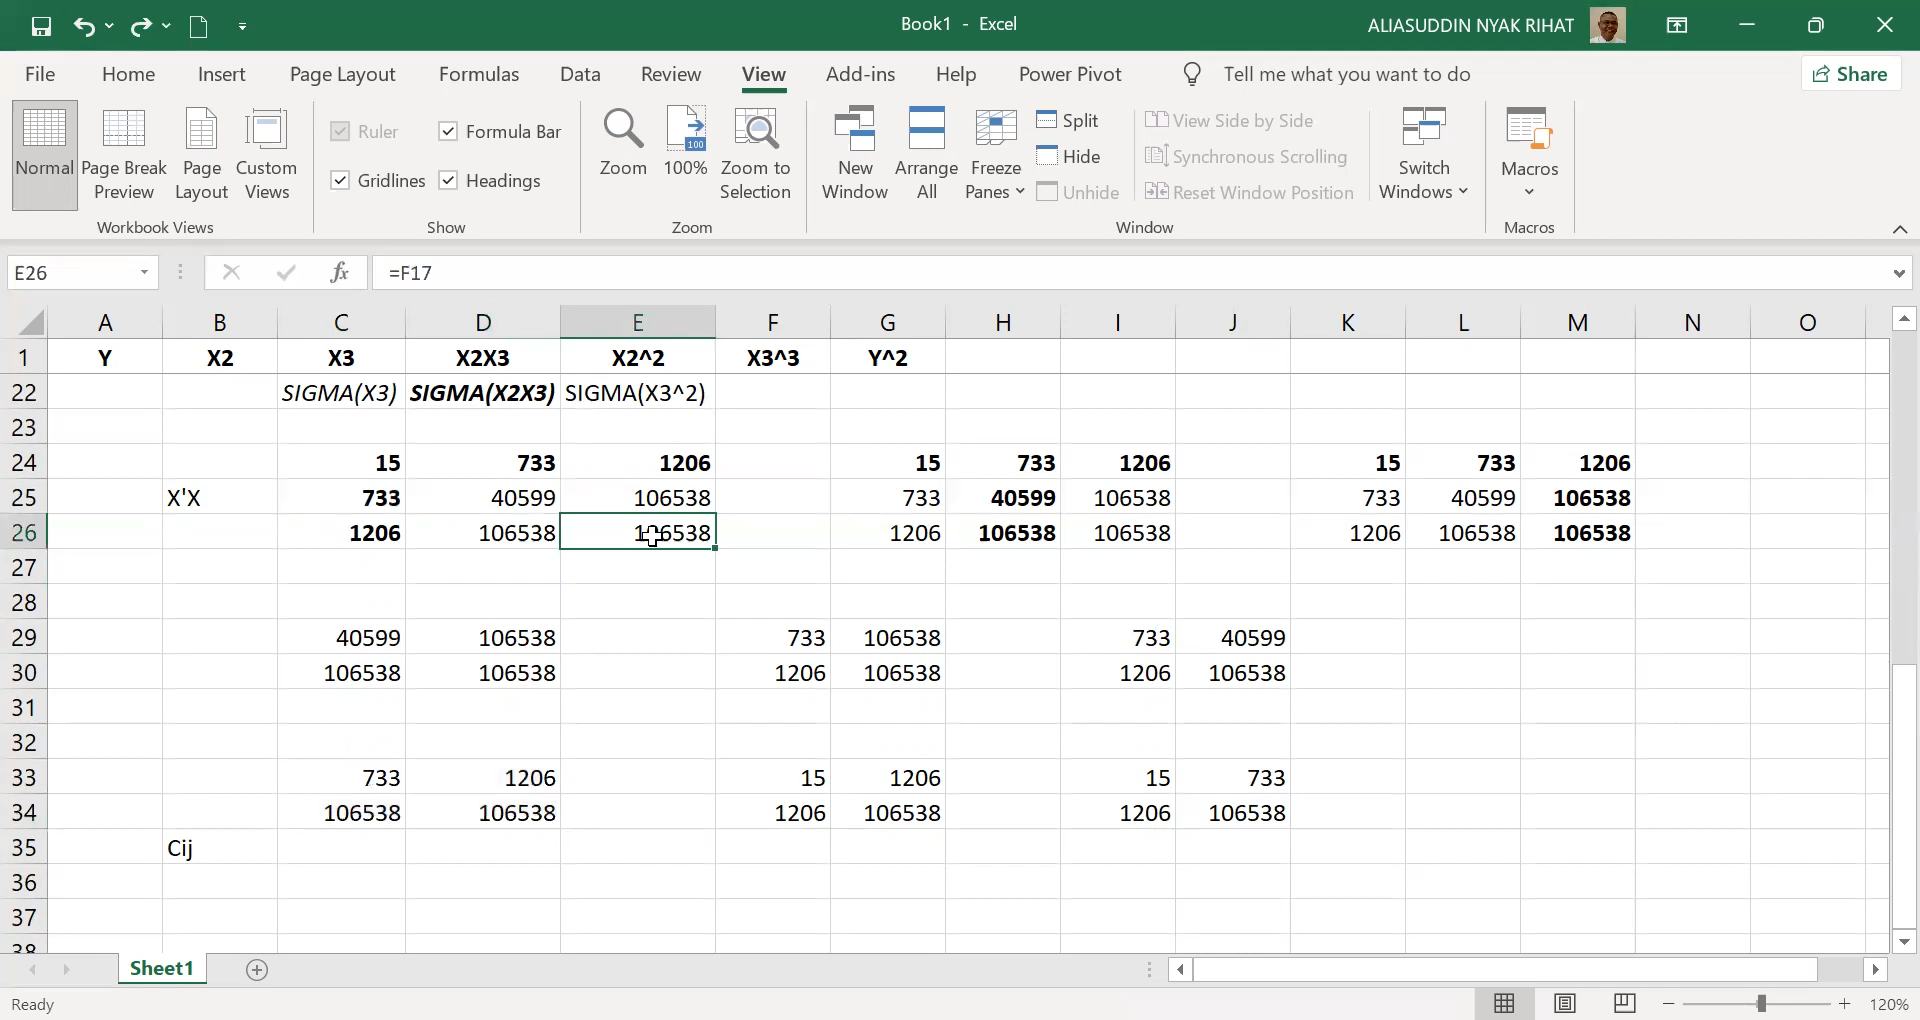 Book1 - Excel
ALIASUDDIN NYAK RIHAT
File Home Insert Page Layout Formulas Data Review View Add-ins Help Power Pivot Tell me what you want to do Share
Normal
Page Break Preview
Page Layout
Custom Views
Workbook Views
Ruler
Formula Bar
Gridlines
Headings
Show
Zoom
100
100%
Zoom to Selection
Zoom
New Window
Arrange All
Freeze Panes
Split
Hide
Unhide
View Side by Side
Synchronous Scrolling
Reset Window Position
Window
Switch Windows
Macros
Macros
E26 fx =F17
A B C D E F G H I J K L M N O
1 Y X2 X3 X2X3 X2^2 X3^3 Y^2
22 SIGMA(X3) SIGMA(X2X3) SIGMA(X3^2)
23
24 15 733 1206 15 733 1206 15 733 1206
25 X'X 733 40599 106538 733 40599 106538 733 40599 106538
26 1206 106538 106538 1206 106538 106538 1206 106538 106538
27
28
29 40599 106538 733 106538 733 40599
30 106538 106538 1206 106538 1206 106538
31
32
33 733 1206 15 1206 15 733
34 106538 106538 1206 106538 1206 106538
35 Cij
36
37
38
Sheet1
Ready
120%